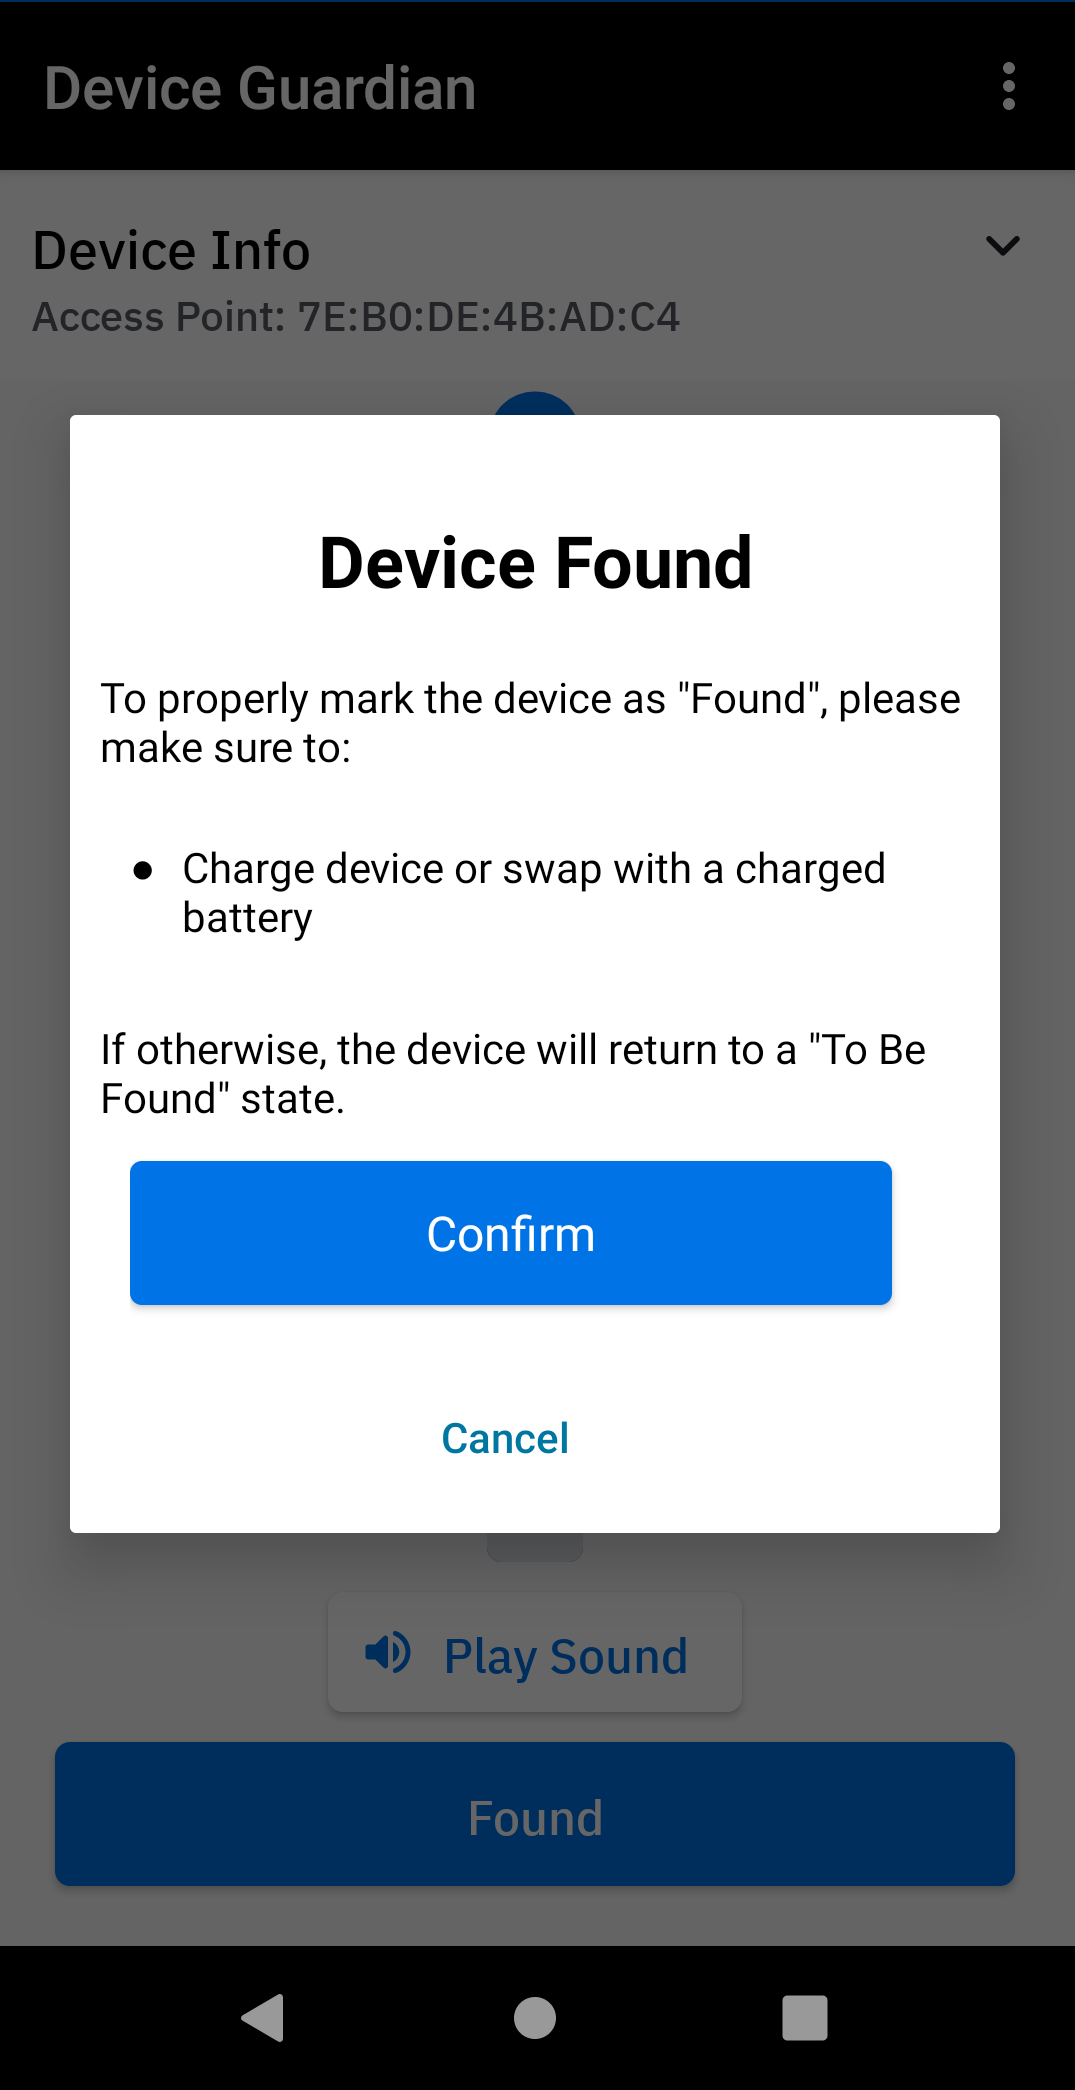 Device Guardian
Device Info
Access Point: 7E:B0:DE:4B:AD:C4
Device Found
To properly mark the device as "Found", please
make sure to:
● Charge device or swap with a charged
battery
If otherwise, the device will return to a "To Be
Found" state.
Confirm
Cancel
Play Sound
Found